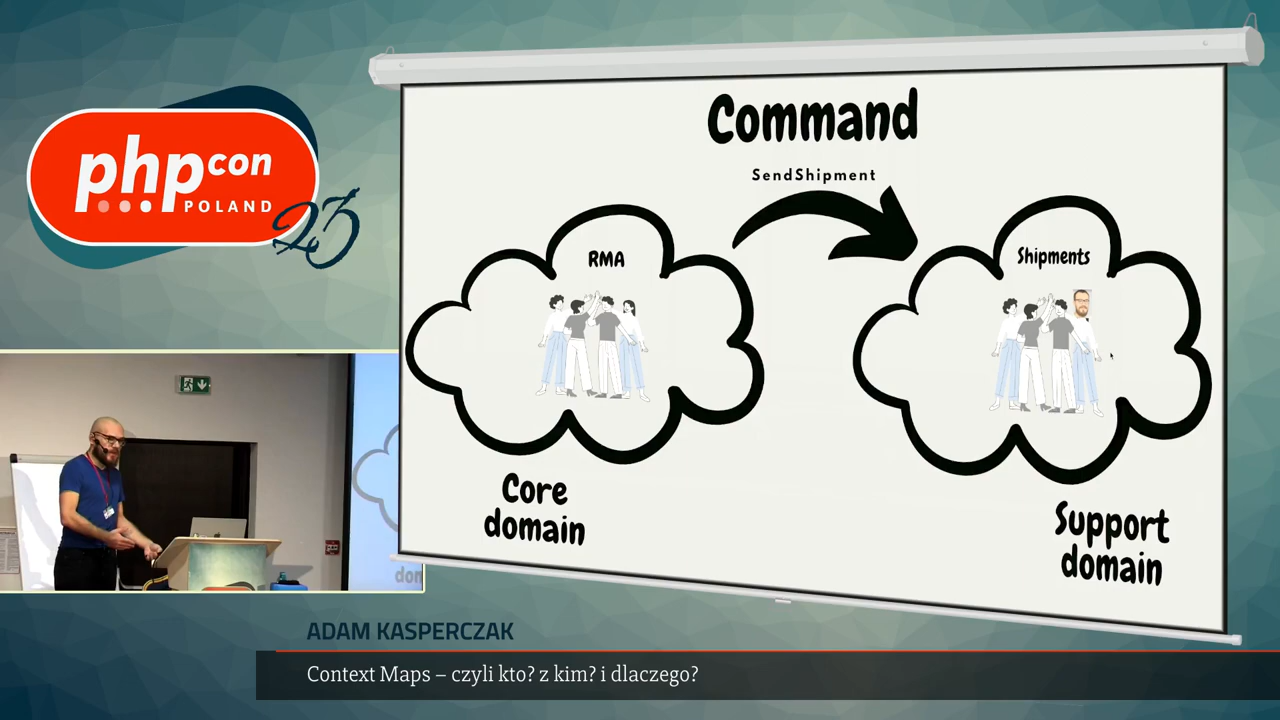 php con
POLAND
23
Command
SendShipment
RMA
Shipments
Core
domain
Support
domain
dom
ADAM KASPERCZAK
Context Maps – czyli kto? z kim? i dlaczego?